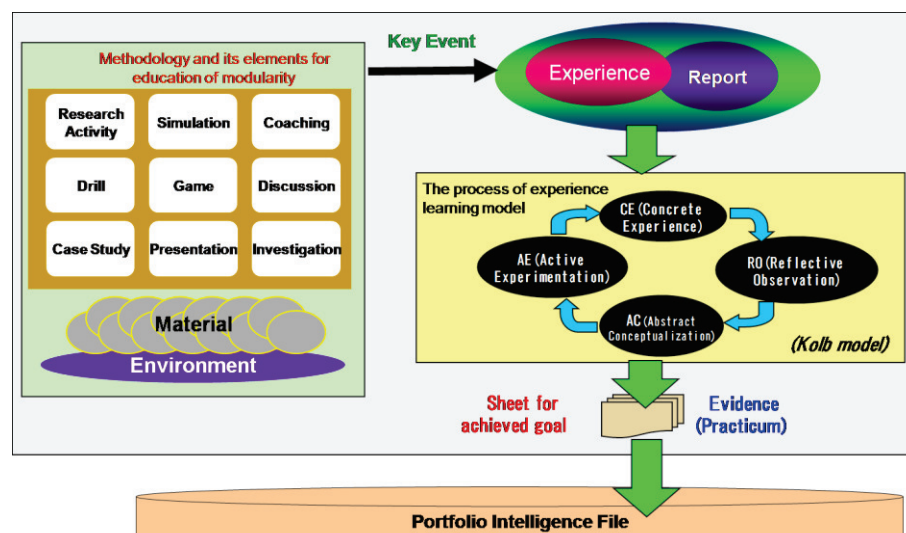 Methodology and its elements for
education of modularity
Research
Activity
Simulation
Coaching
Drill
Game
Discussion
Case Study
Presentation
Investigation
Material
Environment
Key Event
Experience
Report
The process of experience
learning model
CE(Concrete
Experience)
AE(Active
Experimentation)
RO(Reflective
Observation)
AC(Abstract
Conceptualization)
(Kolb model)
Sheet for
achieved goal
Evidence
(Practicum)
Portfolio Intelligence File